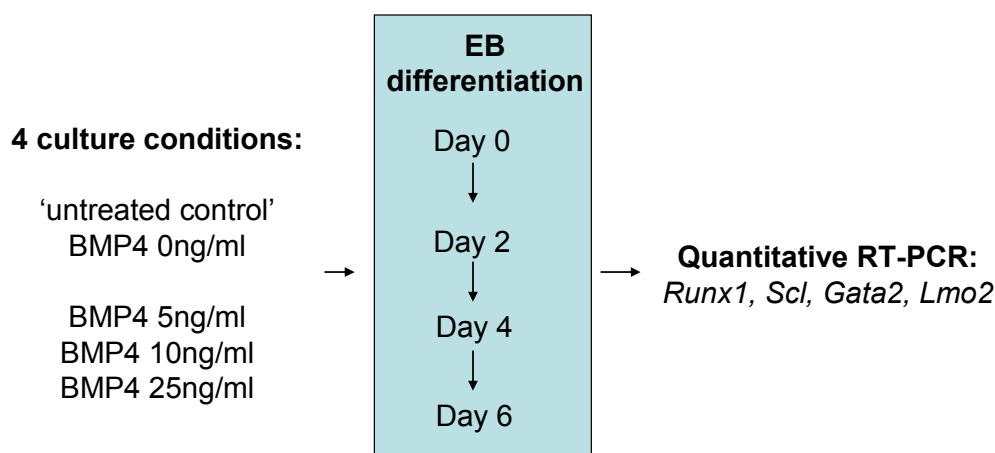 4 culture conditions:
‘untreated control’
BMP4 0ng/ml
BMP4 5ng/ml
BMP4 10ng/ml
BMP4 25ng/ml
EB
differentiation
Day 0
Day 2
Day 4
Day 6
Quantitative RT-PCR:
Runx1, Scl, Gata2, Lmo2